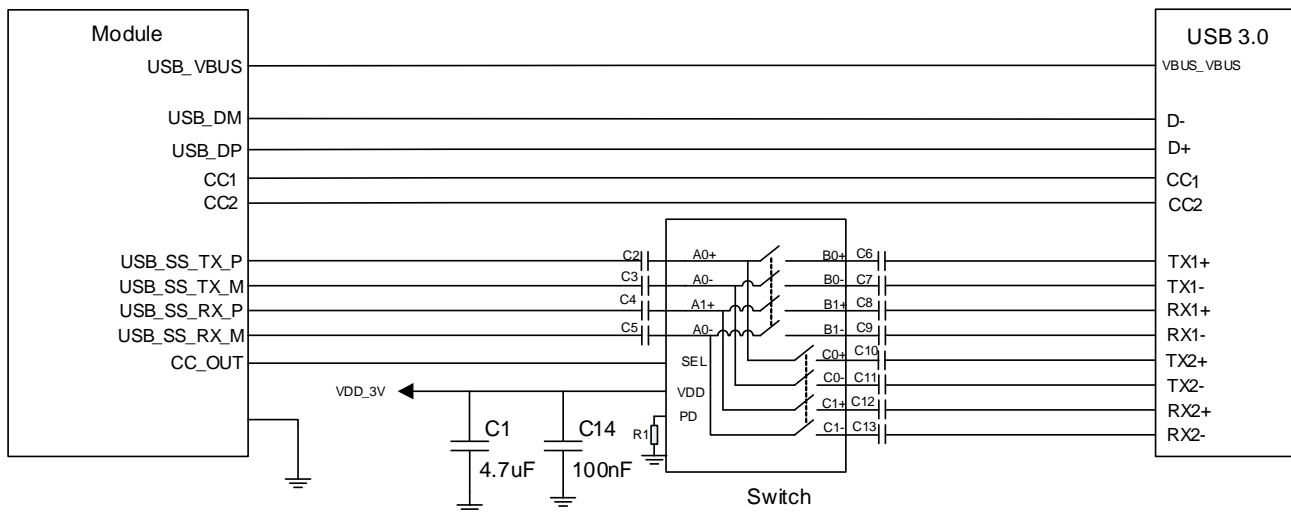 Module
USB 3.0
USB_VBUS
VBUS_VBUS
USB_DM
D-
USB_DP
D+
CC1
CC1
CC2
CC2
USB_SS_TX_P
C2
A0+
B0+
C6
TX1+
USB_SS_TX_M
C3
A0-
B0-
C7
TX1-
USB_SS_RX_P
C4
A1+
B1+
C8
RX1+
USB_SS_RX_M
C5
A0-
B1-
C9
RX1-
CC_OUT
SEL
C0+
C10
TX2+
VDD_3V
VDD
C0-
C11
TX2-
PD
C1+
C12
RX2+
R1
C1
C14
C1-
C13
RX2-
4.7uF
100nF
Switch